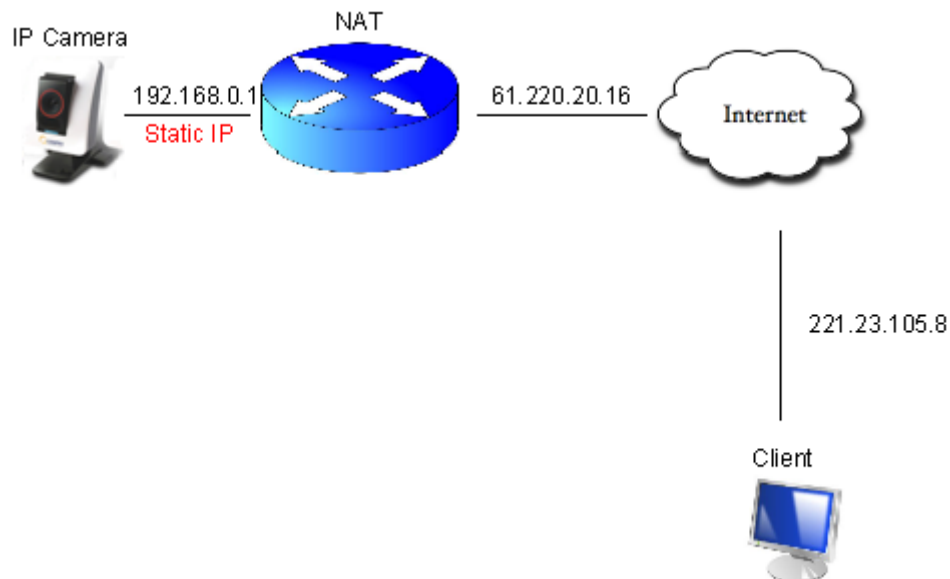 NAT
IP Camera
192.168.0.1
Static IP
61.220.20.16
Internet
221.23.105.8
Client